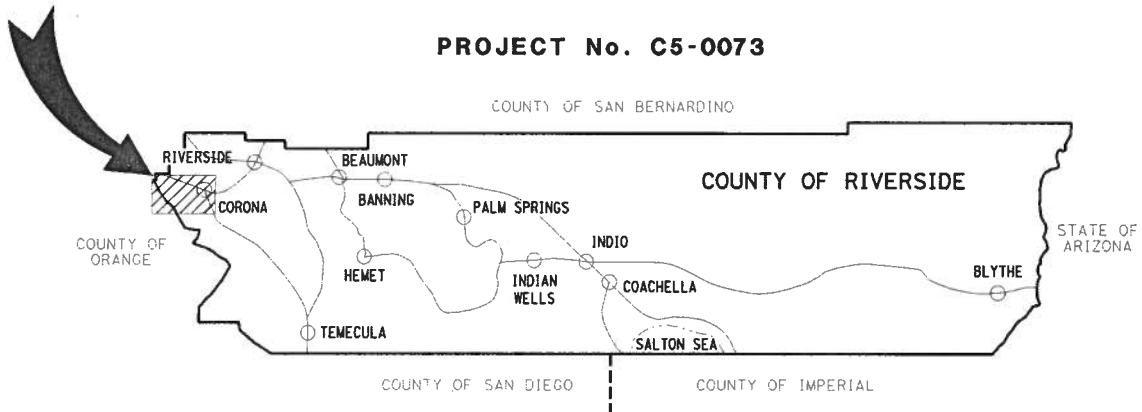 PROJECT No. C5-0073
COUNTY OF SAN BERNARDINO
RIVERSIDE
BEAUMONT
COUNTY OF RIVERSIDE
CORONA
BANNING
PALM SPRINGS
COUNTY OF
ORANGE
STATE OF
ARIZONA
INDIO
HEMET
INDIAN
WELLS
COACHELLA
BLYTHE
TEMECULA
SALTON SEA
COUNTY OF SAN DIEGO
COUNTY OF IMPERIAL